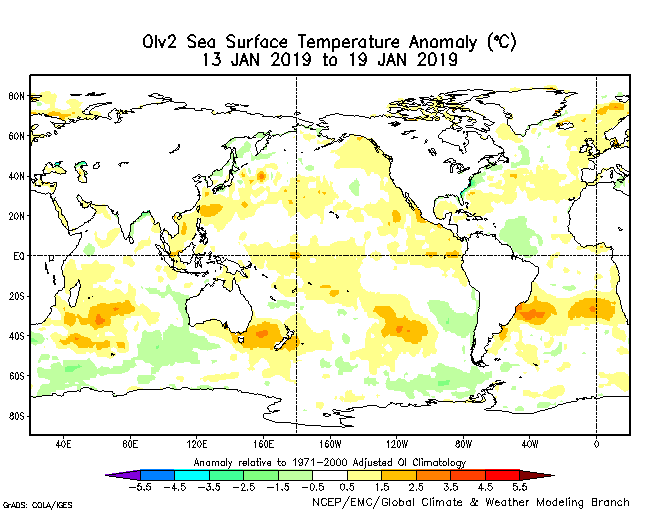 OIv2 Sea Surface Temperature Anomaly (°C)
13 JAN 2019 to 19 JAN 2019
80N
60N
40N
20N
EQ
20S
40S
60S
80S
40E 80E 120E 160E 160W 120W 80W 40W 0
Anomaly relative to 1971-2000 Adjusted OI Climatology
-5.5 -4.5 -3.5 -2.5 -1.5 -0.5 0.5 1.5 2.5 3.5 4.5 5.5
NCEP/EMC/Global Climate & Weather Modeling Branch
GrADS: COLA/IGES